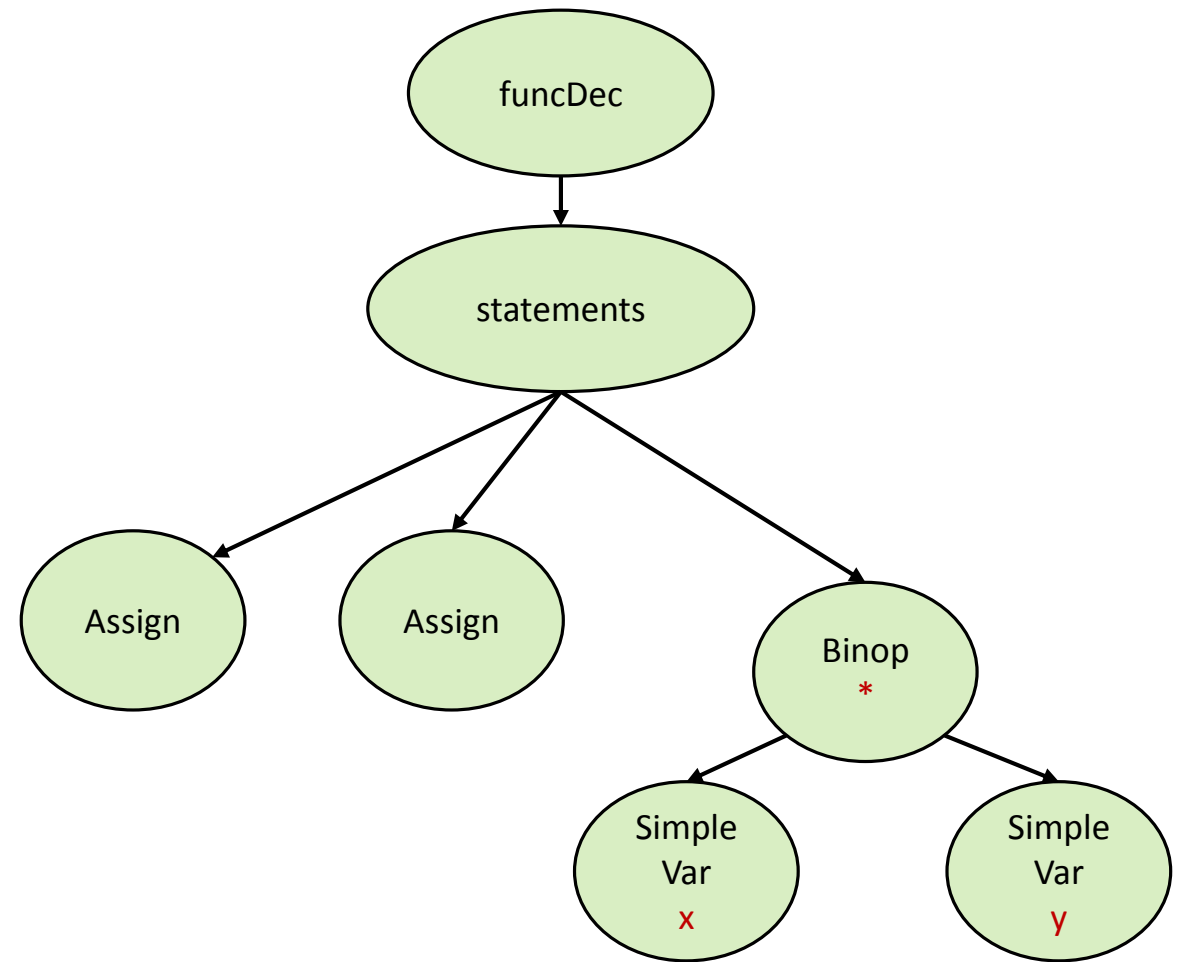 funcDec
statements
Assign
Assign
Binop
*
Simple
Var
x
Simple
Var
y